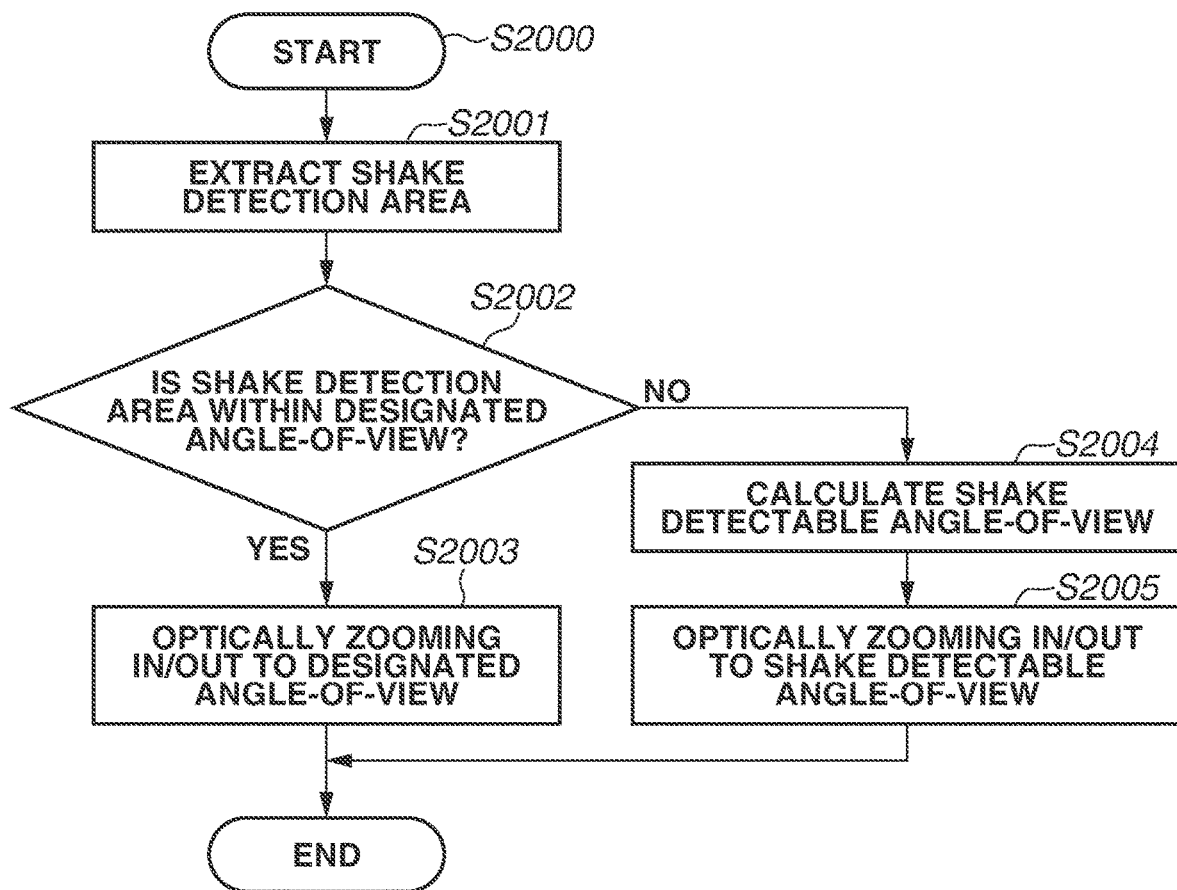 START
S2000
S2001
EXTRACT SHAKE
DETECTION AREA
S2002
IS SHAKE DETECTION
AREA WITHIN DESIGNATED
ANGLE-OF-VIEW?
NO
YES
S2004
CALCULATE SHAKE
DETECTABLE ANGLE-OF-VIEW
S2003
OPTICALLY ZOOMING
IN/OUT TO DESIGNATED
ANGLE-OF-VIEW
S2005
OPTICALLY ZOOMING IN/OUT
TO SHAKE DETECTABLE
ANGLE-OF-VIEW
END